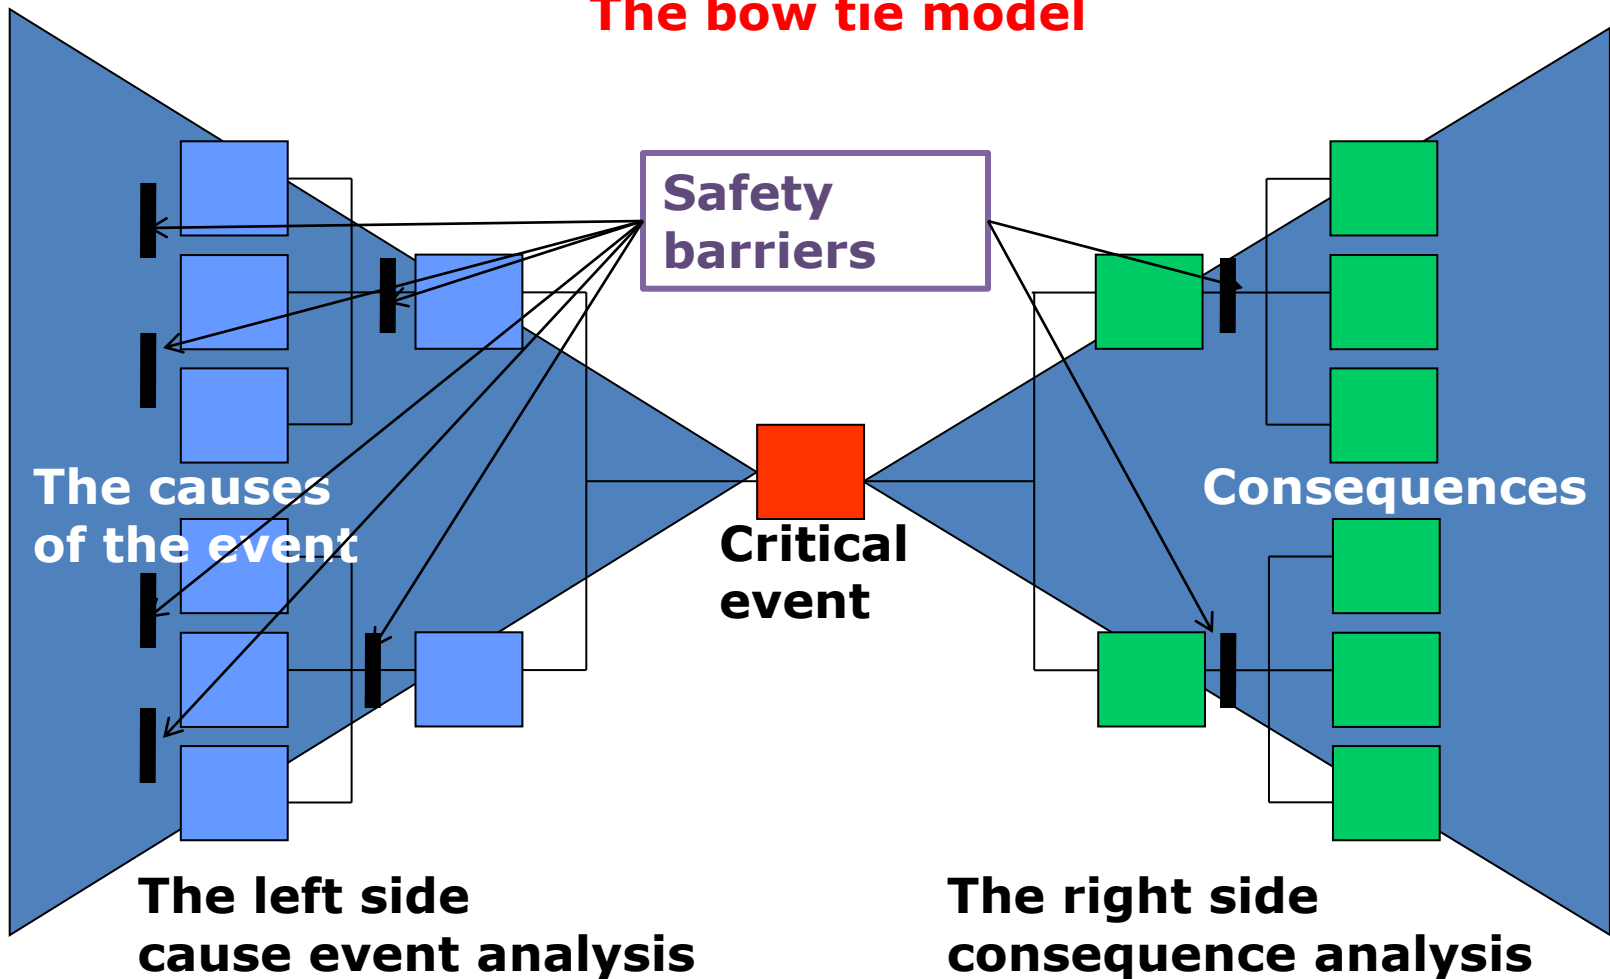 The bow tie model
Safety
barriers
The causes
of the event
Consequences
Critical
event
The left side
cause event analysis
The right side
consequence analysis